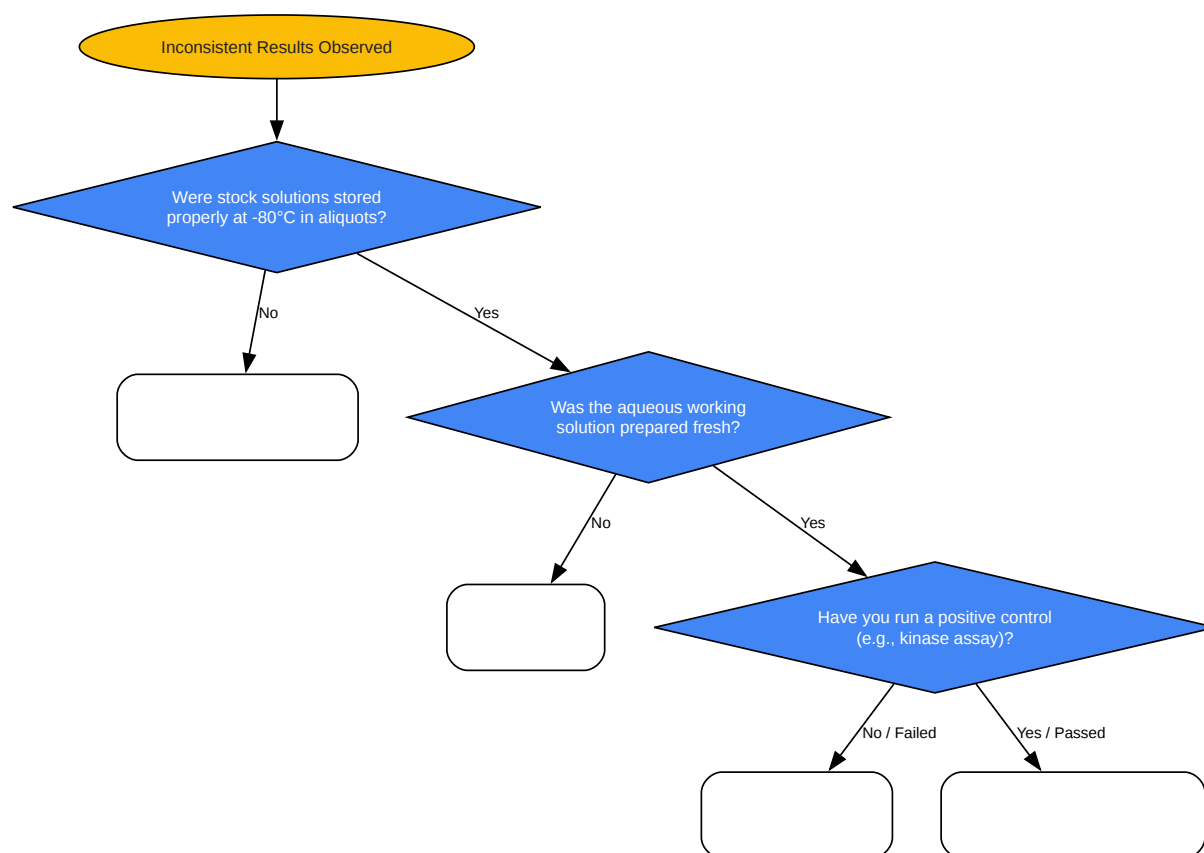 Inconsistent Results Observed
Were stock solutions stored
properly at -80°C in aliquots?
No
Yes
Was the aqueous working
solution prepared fresh?
No
Yes
Have you run a positive control
(e.g., kinase assay)?
No / Failed
Yes / Passed